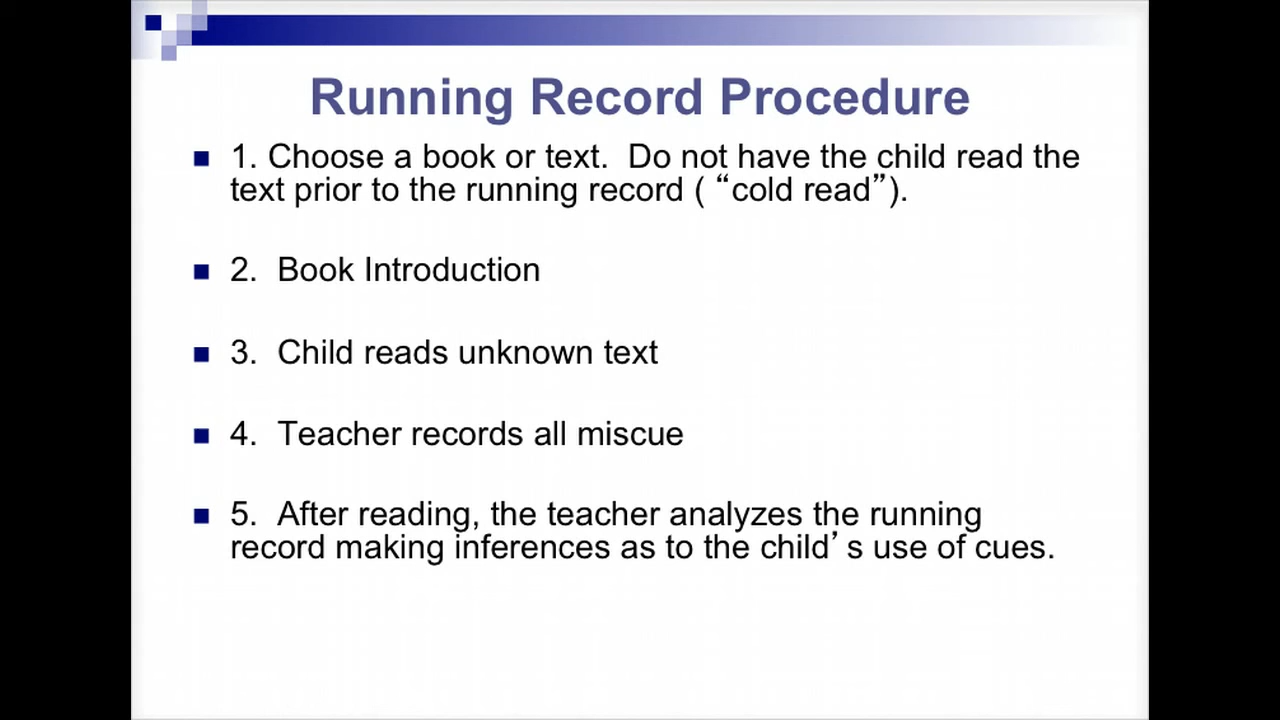 Running Record Procedure
1. Choose a book or text.  Do not have the child read the
text prior to the running record ( “cold read”).
2.  Book Introduction
3.  Child reads unknown text
4.  Teacher records all miscue
5.  After reading, the teacher analyzes the running
record making inferences as to the child’s use of cues.